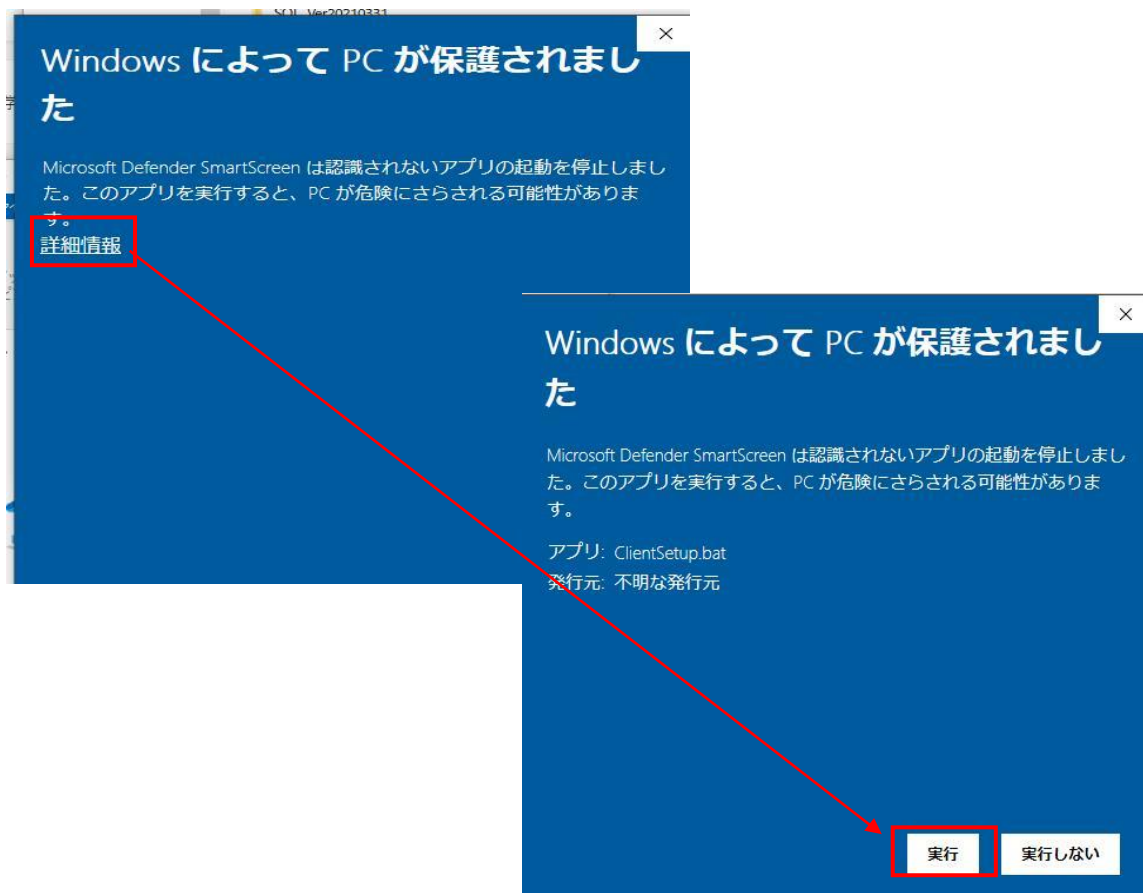 SQL_Ver20210331
Windows によって PC が保護されまし
た
Microsoft Defender SmartScreen は認識されないアプリの起動を停止しまし
た。このアプリを実行すると、PC が危険にさらされる可能性がありま
す。
詳細情報
Windows によって PC が保護されまし
た
Microsoft Defender SmartScreen は認識されないアプリの起動を停止しまし
た。このアプリを実行すると、PC が危険にさらされる可能性がありま
す。
アプリ: ClientSetup.bat
発行元: 不明な発行元
実行 実行しない